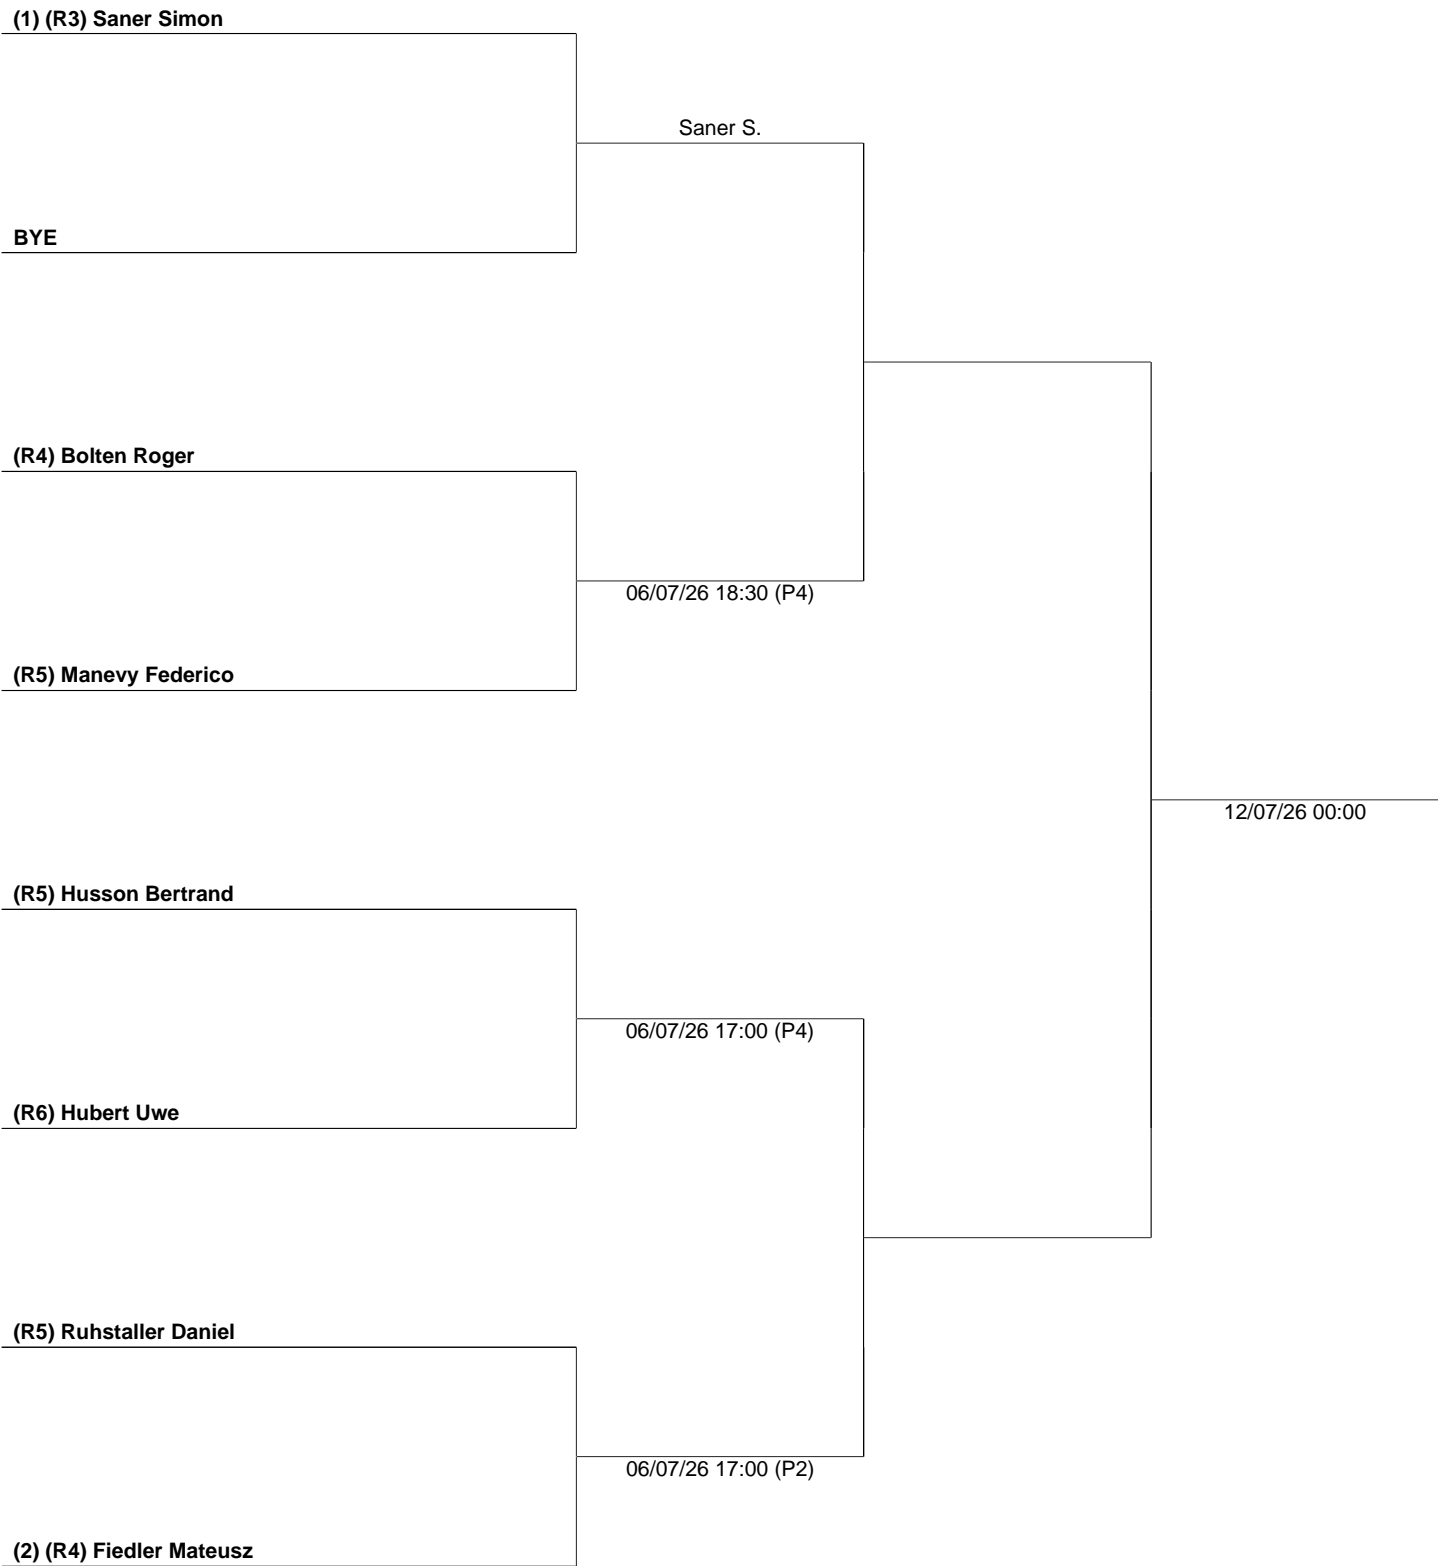 (1) (R3) Saner Simon
Saner S.
BYE
(R4) Bolten Roger
06/07/26 18:30 (P4)
(R5) Manevy Federico
12/07/26 00:00
(R5) Husson Bertrand
06/07/26 17:00 (P4)
(R6) Hubert Uwe
(R5) Ruhstaller Daniel
06/07/26 17:00 (P2)
(2) (R4) Fiedler Mateusz